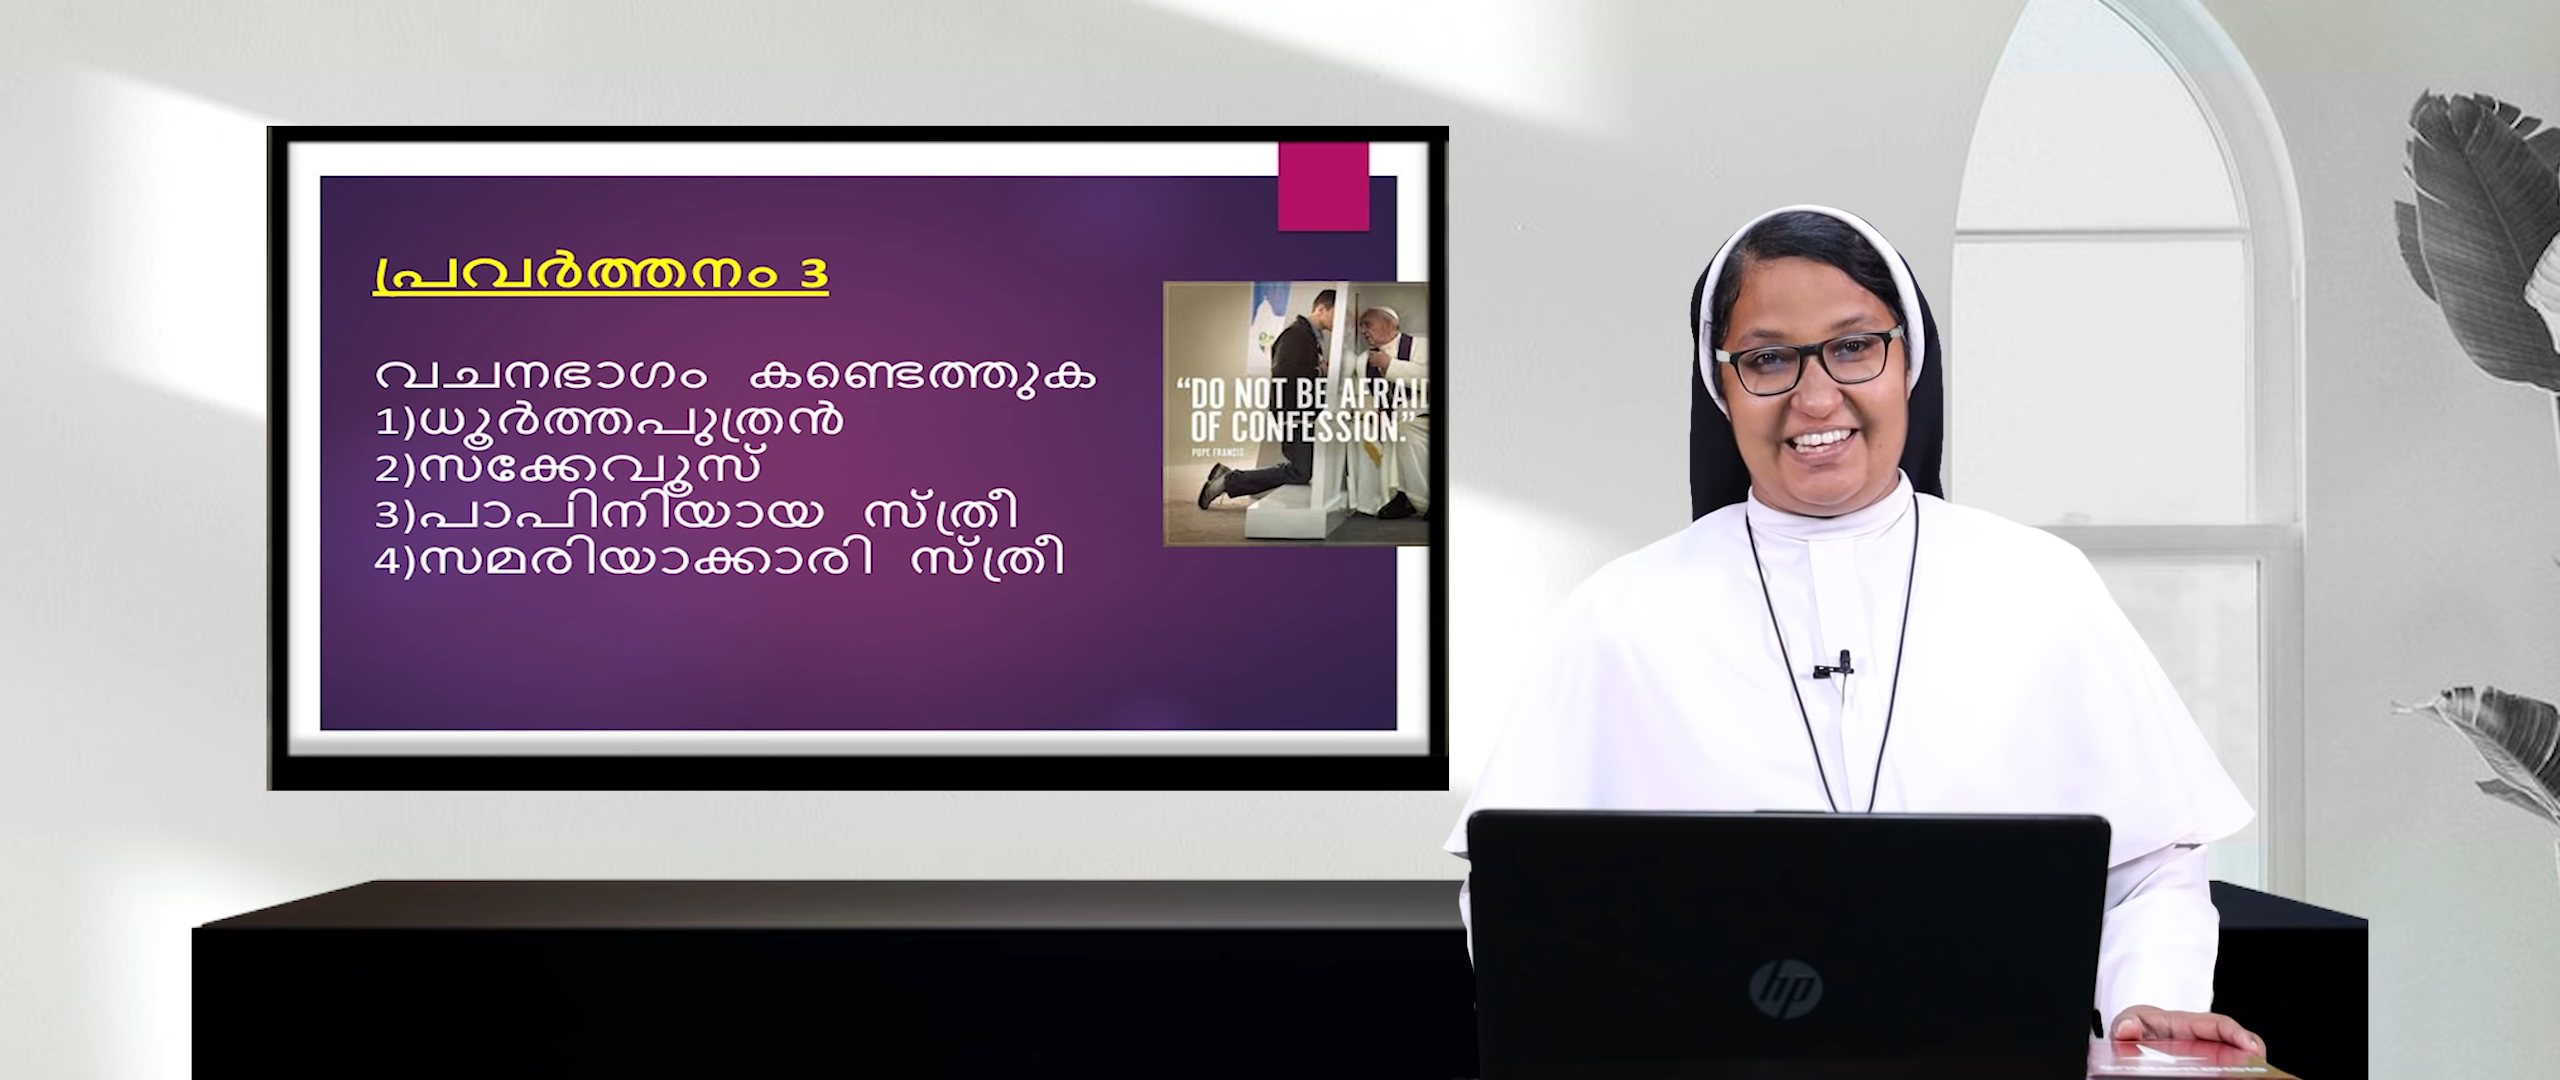 പ്രവർത്തനം 3
വചനഭാഗം കണ്ടെത്തുക
1)ധൂർത്തപുത്രൻ
2)സക്കേവൂസ്
3)പാപിനിയായ സ്ത്രീ
4)സമരിയാക്കാരി സ്ത്രീ
“DO NOT BE AFRAID
OF CONFESSION.”
POPE FRANCIS
hp